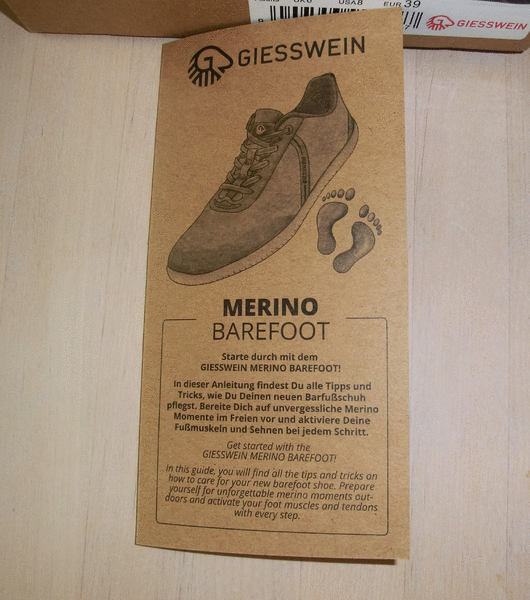 UKU USA8 EUR 39
GIESSWEIN
GIESSWEIN
MERINO
BAREFOOT
Starte durch mit dem
GIESSWEIN MERINO BAREFOOT!
In dieser Anleitung findest Du alle Tipps und
Tricks, wie Du Deinen neuen Barfußschuh
pflegst. Bereite Dich auf unvergessliche Merino
Momente im Freien vor und aktiviere Deine
Fußmuskeln und Sehnen bei jedem Schritt.
Get started with the
GIESSWEIN MERINO BAREFOOT!
In this guide, you will find all the tips and tricks on
how to care for your new barefoot shoe. Prepare
yourself for unforgettable merino moments out-
doors and activate your foot muscles and tendons
with every step.